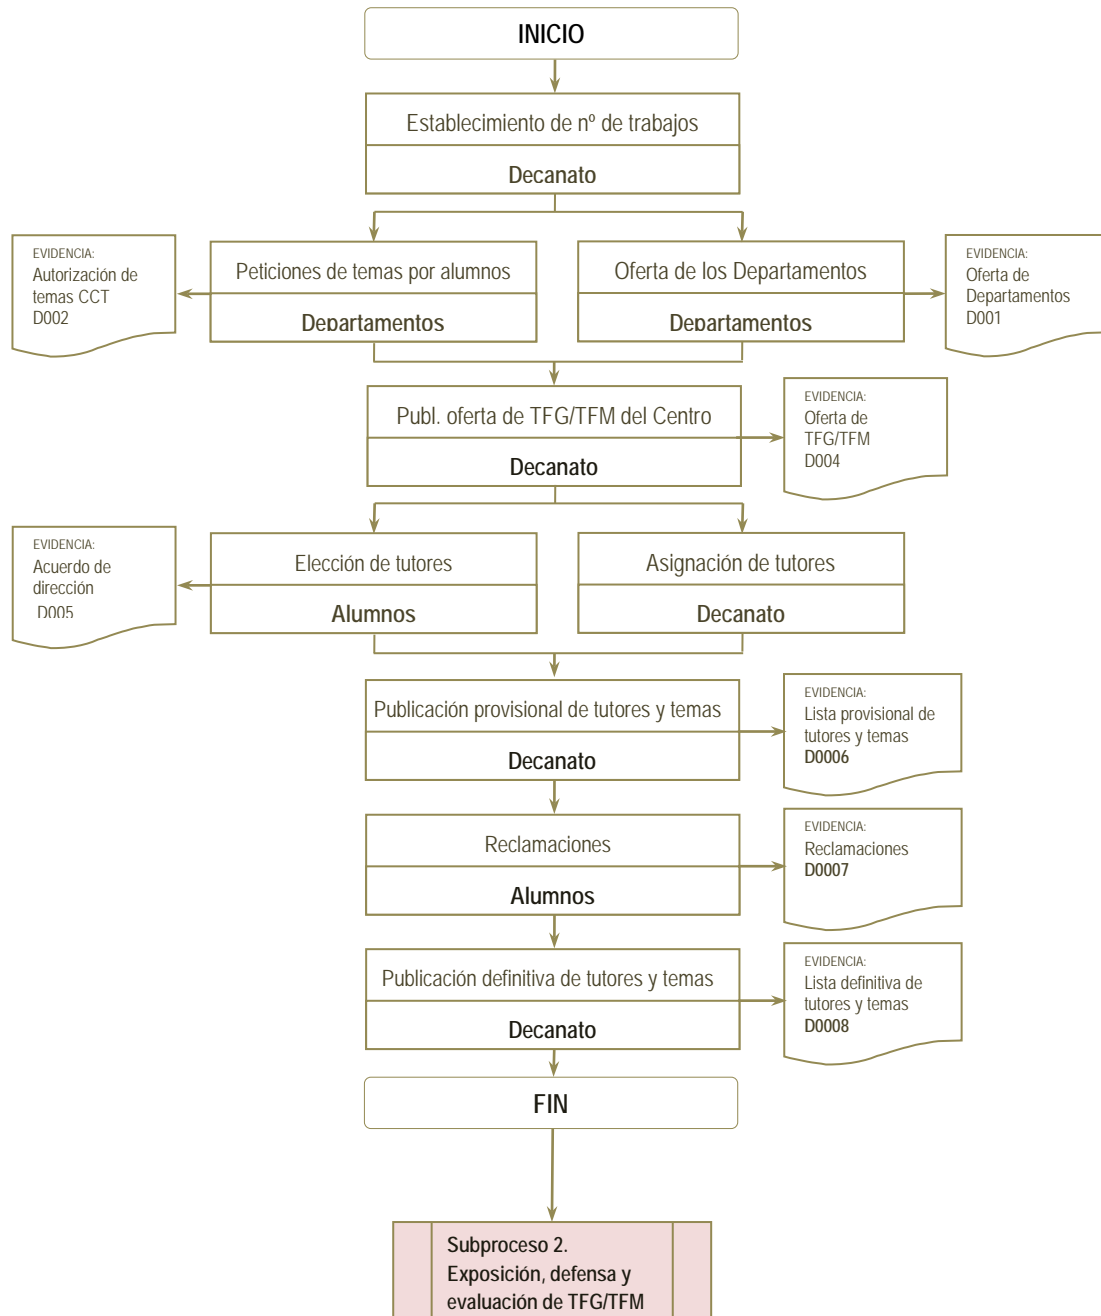 INICIO
Establecimiento de nº de trabajos
Decanato
EVIDENCIA:
Autorización de
temas CCT
D002
Peticiones de temas por alumnos
Departamentos
Oferta de los Departamentos
Departamentos
EVIDENCIA:
Oferta de
Departamentos
D001
Publ. oferta de TFG/TFM del Centro
Decanato
EVIDENCIA:
Oferta de
TFG/TFM
D004
EVIDENCIA:
Acuerdo de
dirección
D005
Elección de tutores
Alumnos
Asignación de tutores
Decanato
Publicación provisional de tutores y temas
Decanato
EVIDENCIA:
Lista provisional de
tutores y temas
D0006
Reclamaciones
Alumnos
EVIDENCIA:
Reclamaciones
D0007
Publicación definitiva de tutores y temas
Decanato
EVIDENCIA:
Lista definitiva de
tutores y temas
D0008
FIN
Subproceso 2.
Exposición, defensa y
evaluación de TFG/TFM